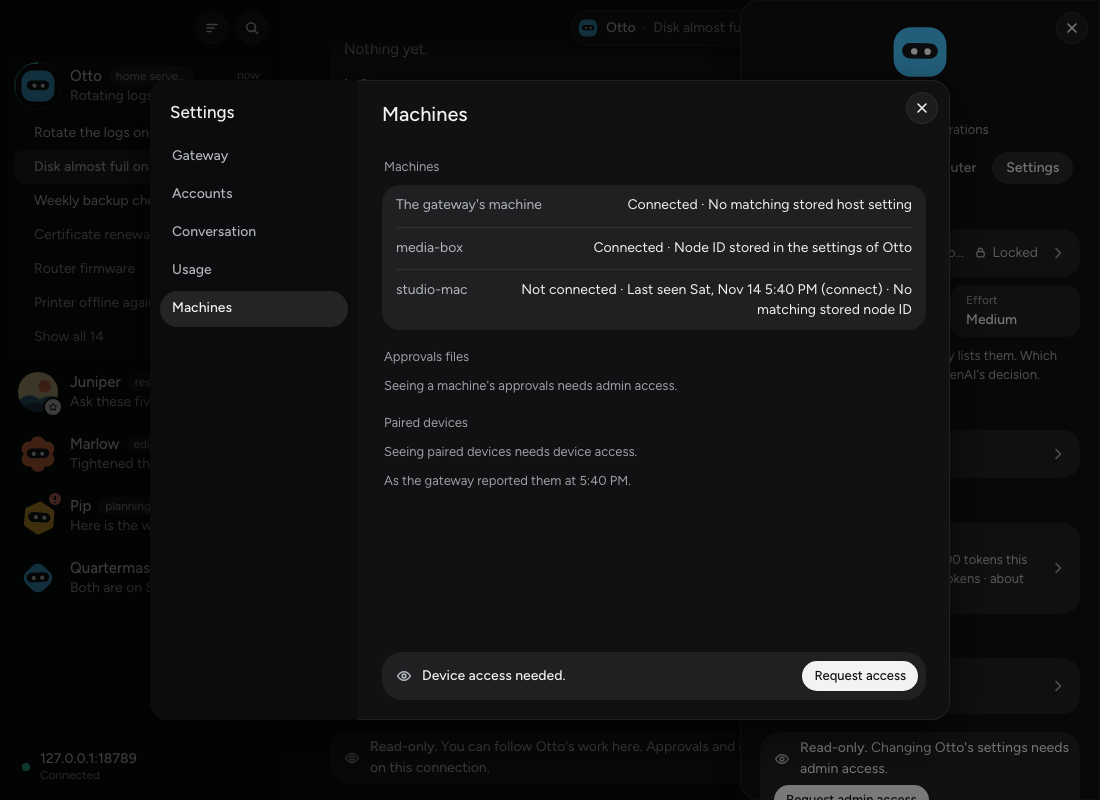 Nothing yet.
Otto · Disk almost fu
Otto home serve... now
Rotating logs
Rotate the logs on
Disk almost full on
Weekly backup che
Certificate renewa
Router firmware
Printer offline agai
Show all 14
Juniper res
Ask these fiv
Marlow edi
Tightened th
Pip planning
Here is the w
Quartermas
Both are on S
127.0.0.1:18789
Connected
Settings
Gateway
Accounts
Conversation
Usage
Machines
Machines
Machines
The gateway's machine Connected · No matching stored host setting
media-box Connected · Node ID stored in the settings of Otto
studio-mac Not connected · Last seen Sat, Nov 14 5:40 PM (connect) · No
matching stored node ID
Approvals files
Seeing a machine's approvals needs admin access.
Paired devices
Seeing paired devices needs device access.
As the gateway reported them at 5:40 PM.
Device access needed. Request access
Read-only. You can follow Otto's work here. Approvals and
on this connection.
rations
uter Settings
o... Locked
Effort
Medium
y lists them. Which
enAI's decision.
00 tokens this
okens · about
Read-only. Changing Otto's settings needs
admin access.
Request admin access